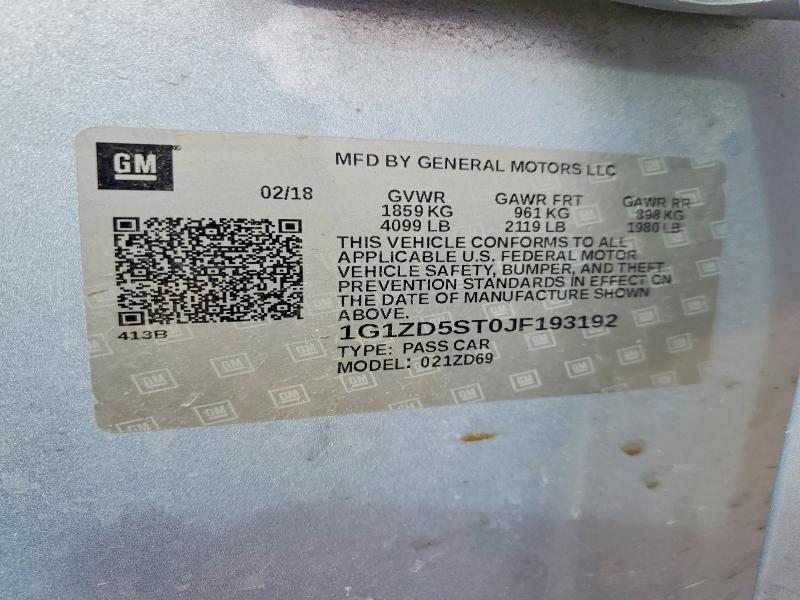 GM
MFD BY GENERAL MOTORS LLC
02/18
GVWR GAWR FRT GAWR RR
1859 KG 961 KG 898 KG
4099 LB 2119 LB 1980 LB
THIS VEHICLE CONFORMS TO ALL
APPLICABLE U.S. FEDERAL MOTOR
VEHICLE SAFETY, BUMPER, AND THEFT
PREVENTION STANDARDS IN EFFECT ON
THE DATE OF MANUFACTURE SHOWN
ABOVE.
413B
1G1ZD5ST0JF193192
TYPE: PASS CAR
MODEL: 021ZD69